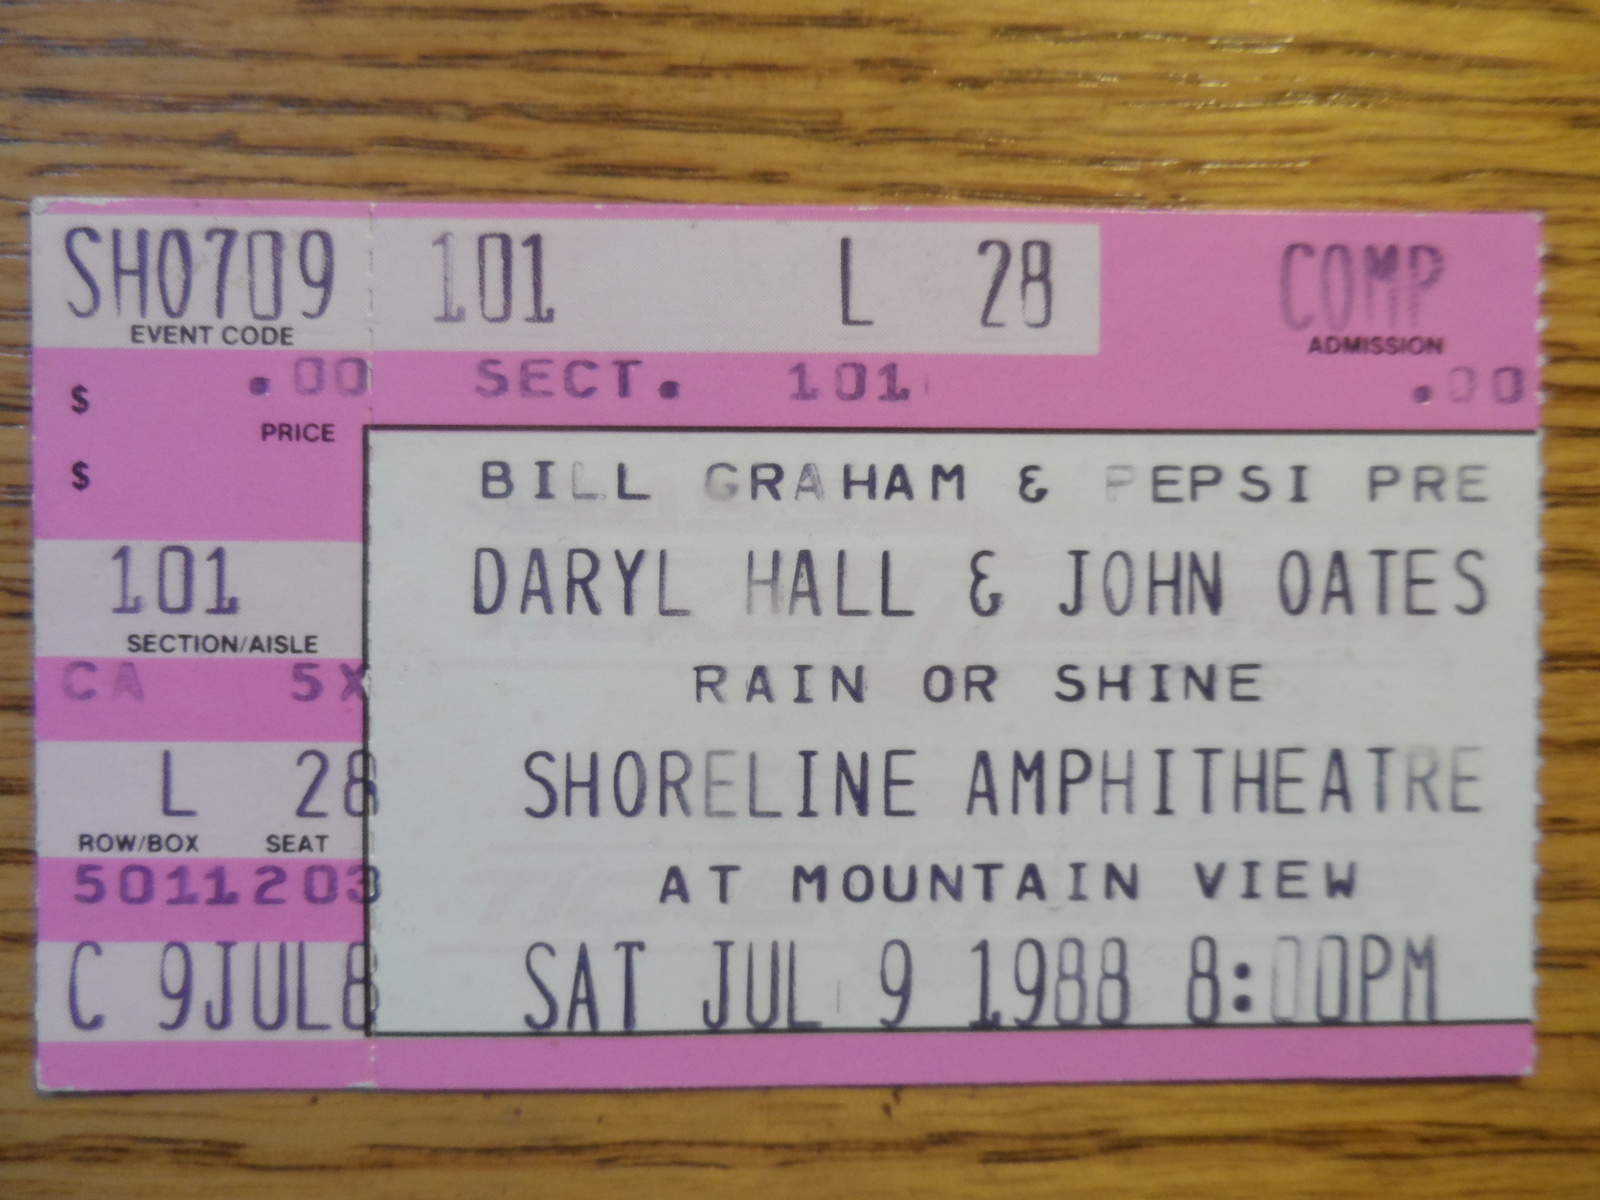 SH0709 101 L 28 COMP
EVENT CODE ADMISSION
$ .00 SECT. 101 .00
PRICE
$
BILL GRAHAM & PEPSI PRE
101 DARYL HALL & JOHN OATES
SECTION/AISLE
CA 5X RAIN OR SHINE
L 28 SHORELINE AMPHITHEATRE
ROW/BOX SEAT
5011203 AT MOUNTAIN VIEW
C 9JUL8 SAT JUL 9 1988 8:00PM